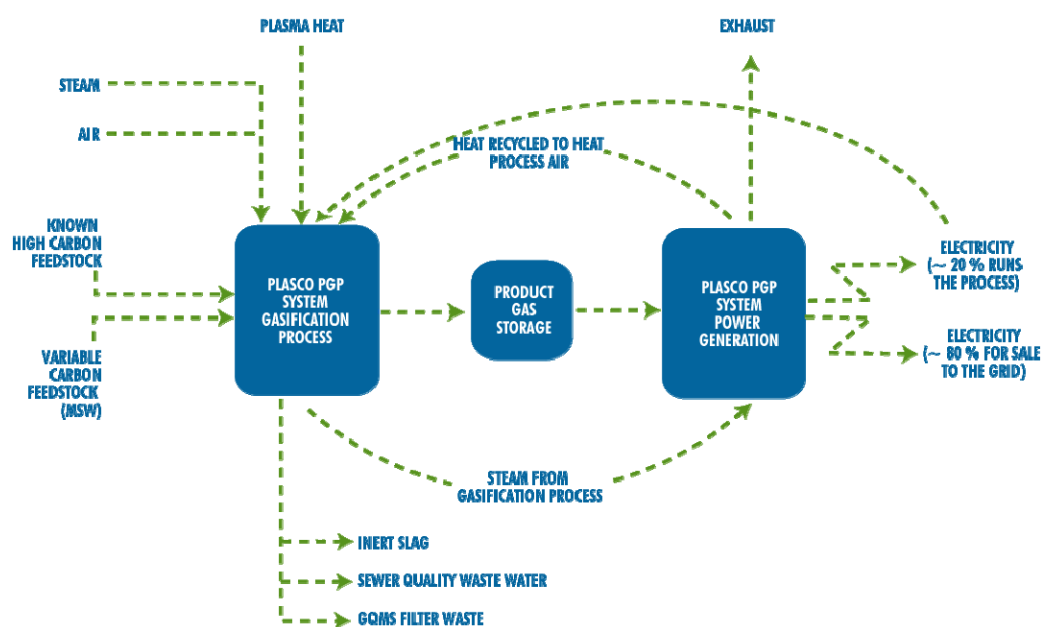 PLASMA HEAT
EXHAUST
STEAM
AIR
HEAT RECYCLED TO HEAT
PROCESS AIR
KNOWN
HIGH CARBON
FEEDSTOCK
VARIABLE
CARBON
FEEDSTOCK
(MSW)
PLASCO PGP
SYSTEM
GASIFICATION
PROCESS
PRODUCT
GAS
STORAGE
PLASCO PGP
SYSTEM
POWER
GENERATION
ELECTRICITY
(~ 20 % RUNS
THE PROCESS)
ELECTRICITY
(~ 80 % FOR SALE
TO THE GRID)
STEAM FROM
GASIFICATION PROCESS
INERT SLAG
SEWER QUALITY WASTE WATER
GQMS FILTER WASTE